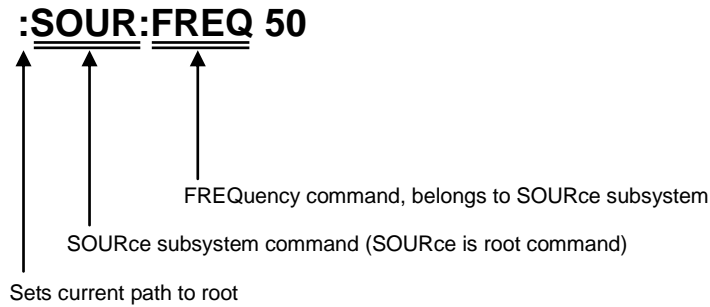 :SOUR:FREQ 50
FREQuency command, belongs to SOURce subsystem
SOURce subsystem command (SOURce is root command)
Sets current path to root